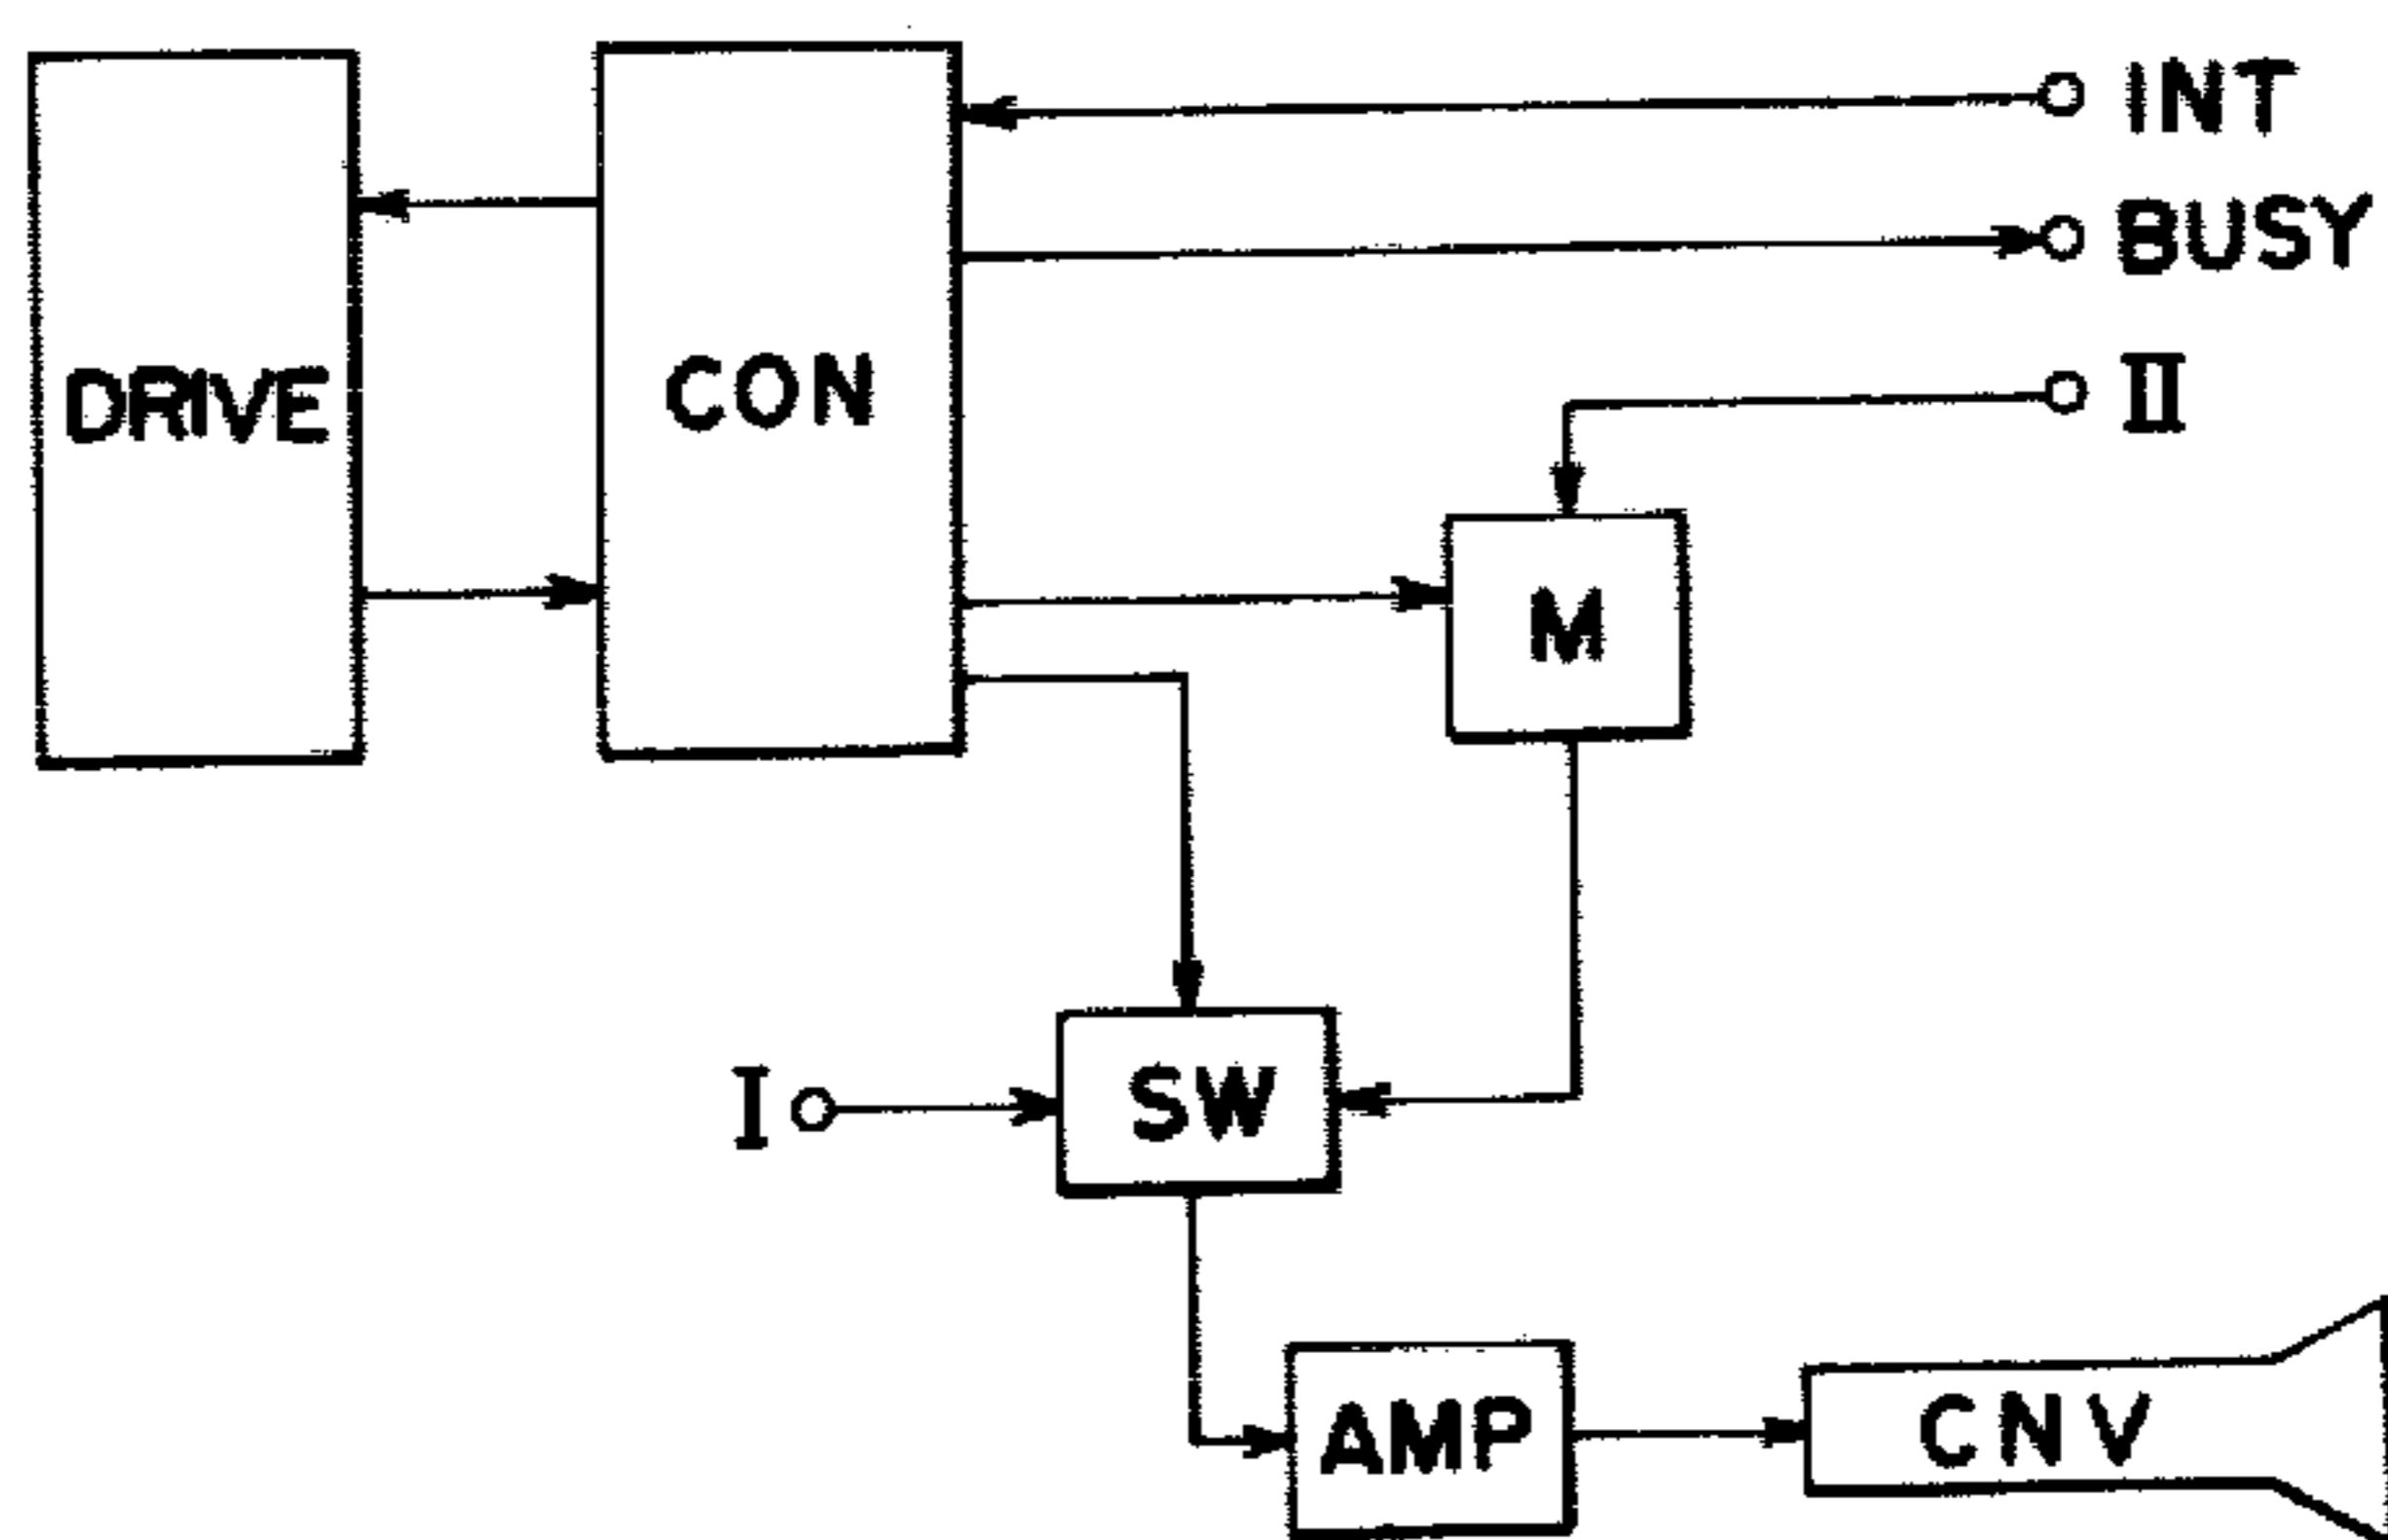 INT
BUSY
DRIVE
CON
II
M
I
SW
AMP
CNV